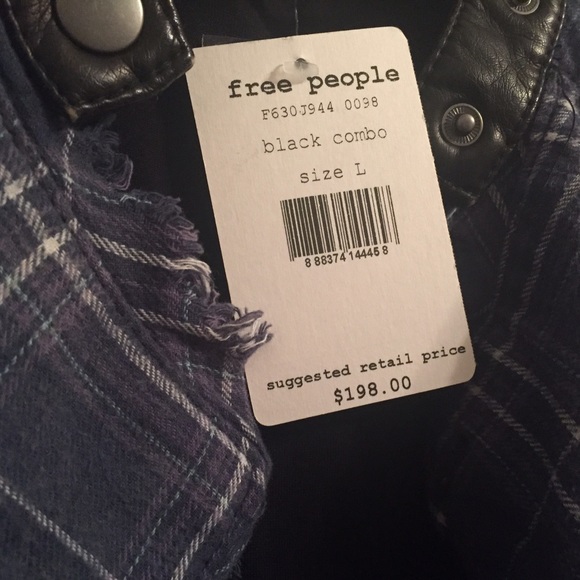 free people
F630J944 0098
black combo
size L
8 88374 14445 8
suggested retail price
$198.00